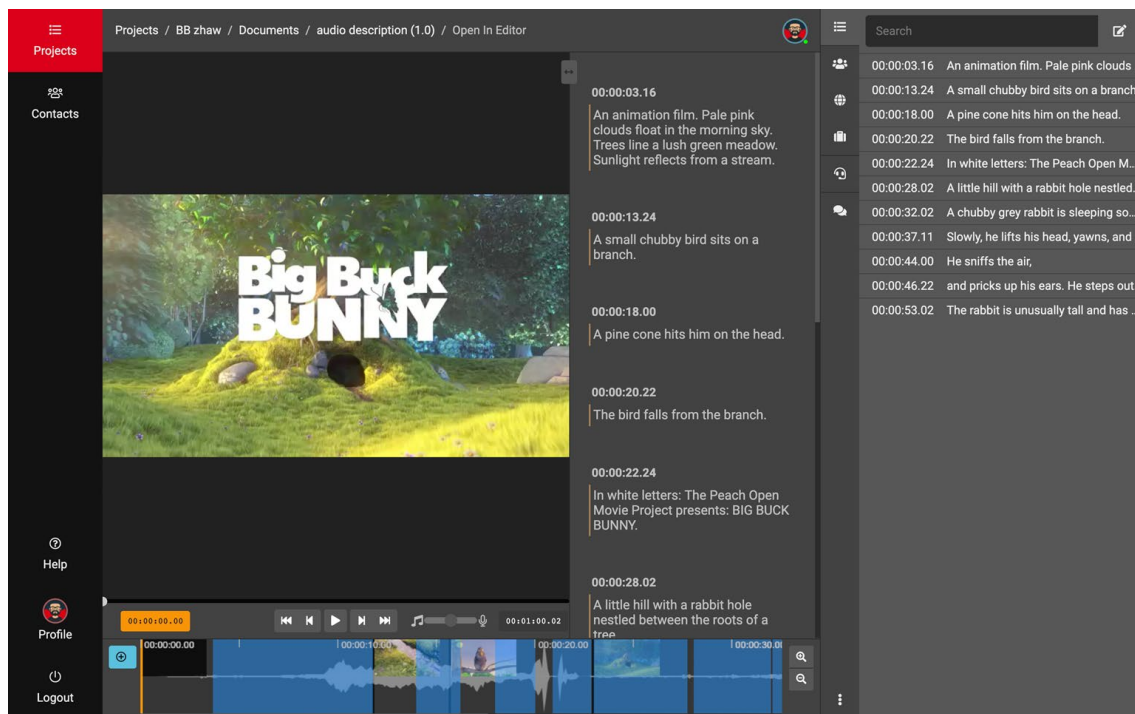 Projects
Contacts
Help
Profile
Logout
Projects / BB zhaw / Documents / audio description (1.0) / Open In Editor
Big Buck
BUNNY
00:00:03.16
An animation film. Pale pink
clouds float in the morning sky.
Trees line a lush green meadow.
Sunlight reflects from a stream.
00:00:13.24
A small chubby bird sits on a
branch.
00:00:18.00
A pine cone hits him on the head.
00:00:20.22
The bird falls from the branch.
00:00:22.24
In white letters: The Peach Open
Movie Project presents: BIG BUCK
BUNNY.
00:00:28.02
A little hill with a rabbit hole
nestled between the roots of a
tree
00:00:00.00
00:01:00.02
00:00:00.00
00:00:10.00
00:00:20.00
00:00:30.0
Search
00:00:03.16 An animation film. Pale pink clouds
00:00:13.24 A small chubby bird sits on a branch
00:00:18.00 A pine cone hits him on the head.
00:00:20.22 The bird falls from the branch.
00:00:22.24 In white letters: The Peach Open M...
00:00:28.02 A little hill with a rabbit hole nestled.
00:00:32.02 A chubby grey rabbit is sleeping so...
00:00:37.11 Slowly, he lifts his head, yawns, and
00:00:44.00 He sniffs the air,
00:00:46.22 and pricks up his ears. He steps out
00:00:53.02 The rabbit is unusually tall and has ..